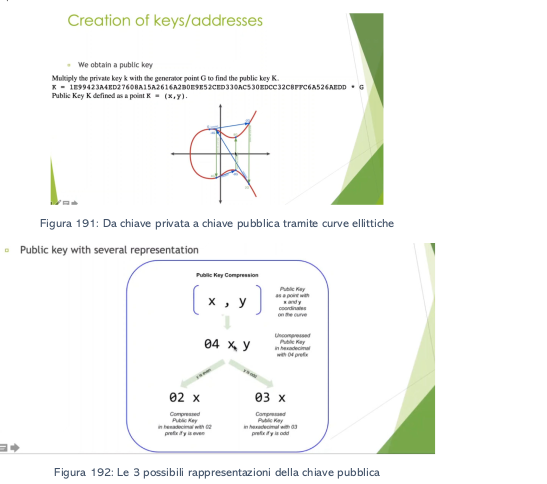 Creation of keys/addresses
We obtain a public key
Multiply the private key k with the generator point G to find the public key K.
K = 1E99423A4ED27608A15A2616A2B0E9E52CED330AC530EDCC32C8FFC6A526AEDD * G
Public Key K defined as a point K = (x,y).
Figura 191: Da chiave privata a chiave pubblica tramite curve ellittiche
Public key with several representation
Public Key Compression
x , y
Public Key
as a point with
x and y
coordinates
on the curve
04 x y
Uncompressed
Public Key
in hexadecimal
with 04 prefix
y is even
y is odd
02 x
03 x
Compressed
Public Key
in hexadecimal with 02
prefix if y is even
Compressed
Public Key
in hexadecimal with 03
prefix if y is odd
Figura 192: Le 3 possibili rappresentazioni della chiave pubblica